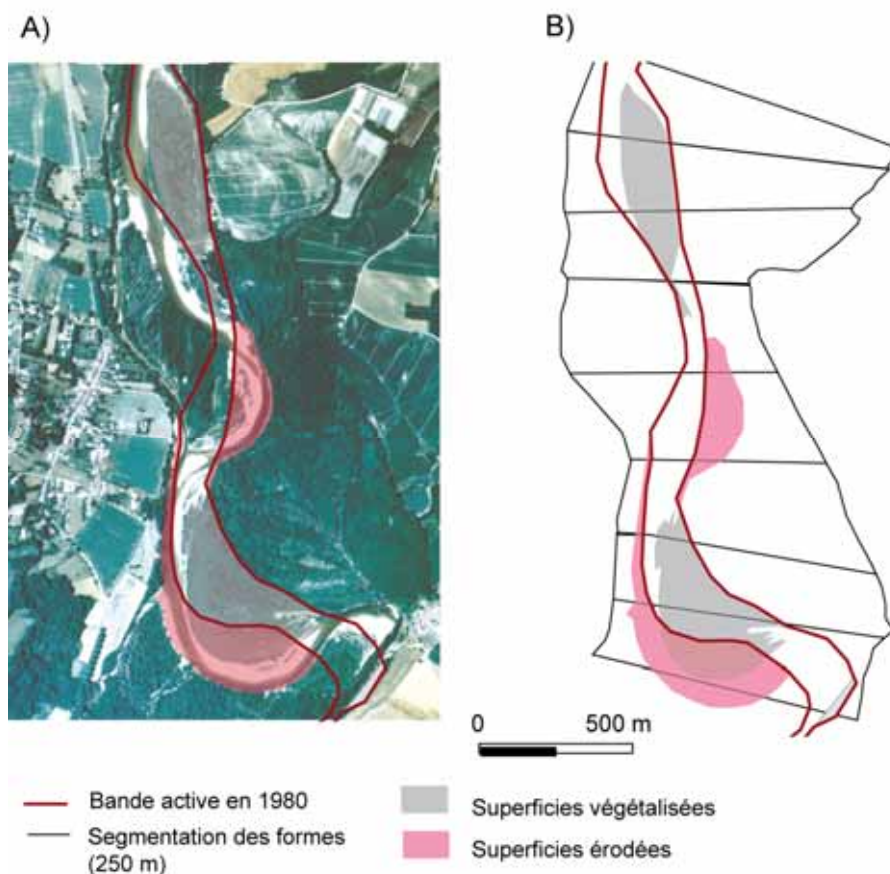 A)
B)
0
500 m
Bande active en 1980
Segmentation des formes
(250 m)
Superficies végétalisées
Superficies érodées